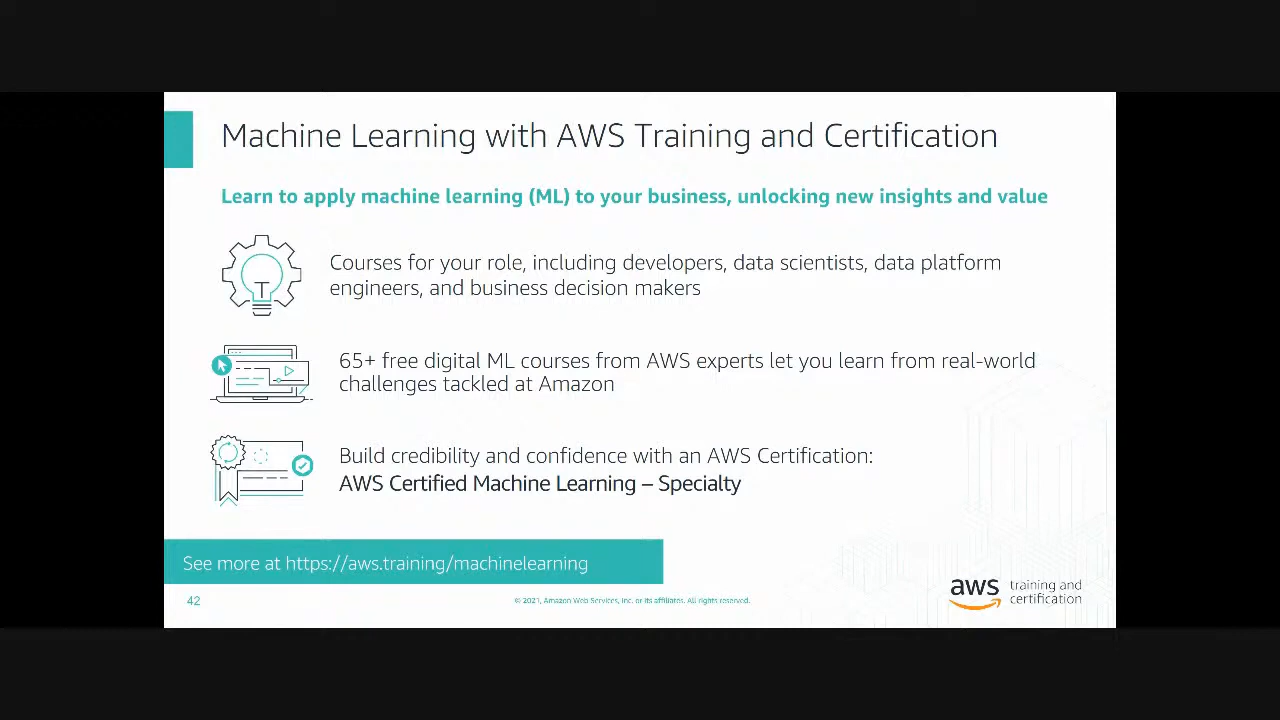 Machine Learning with AWS Training and Certification
Learn to apply machine learning (ML) to your business, unlocking new insights and value
Courses for your role, including developers, data scientists, data platform
engineers, and business decision makers
65+ free digital ML courses from AWS experts let you learn from real-world
challenges tackled at Amazon
Build credibility and confidence with an AWS Certification:
AWS Certified Machine Learning – Specialty
See more at https://aws.training/machinelearning
42
© 2021, Amazon Web Services, Inc. or its affiliates. All rights reserved.
aws
training and
certification